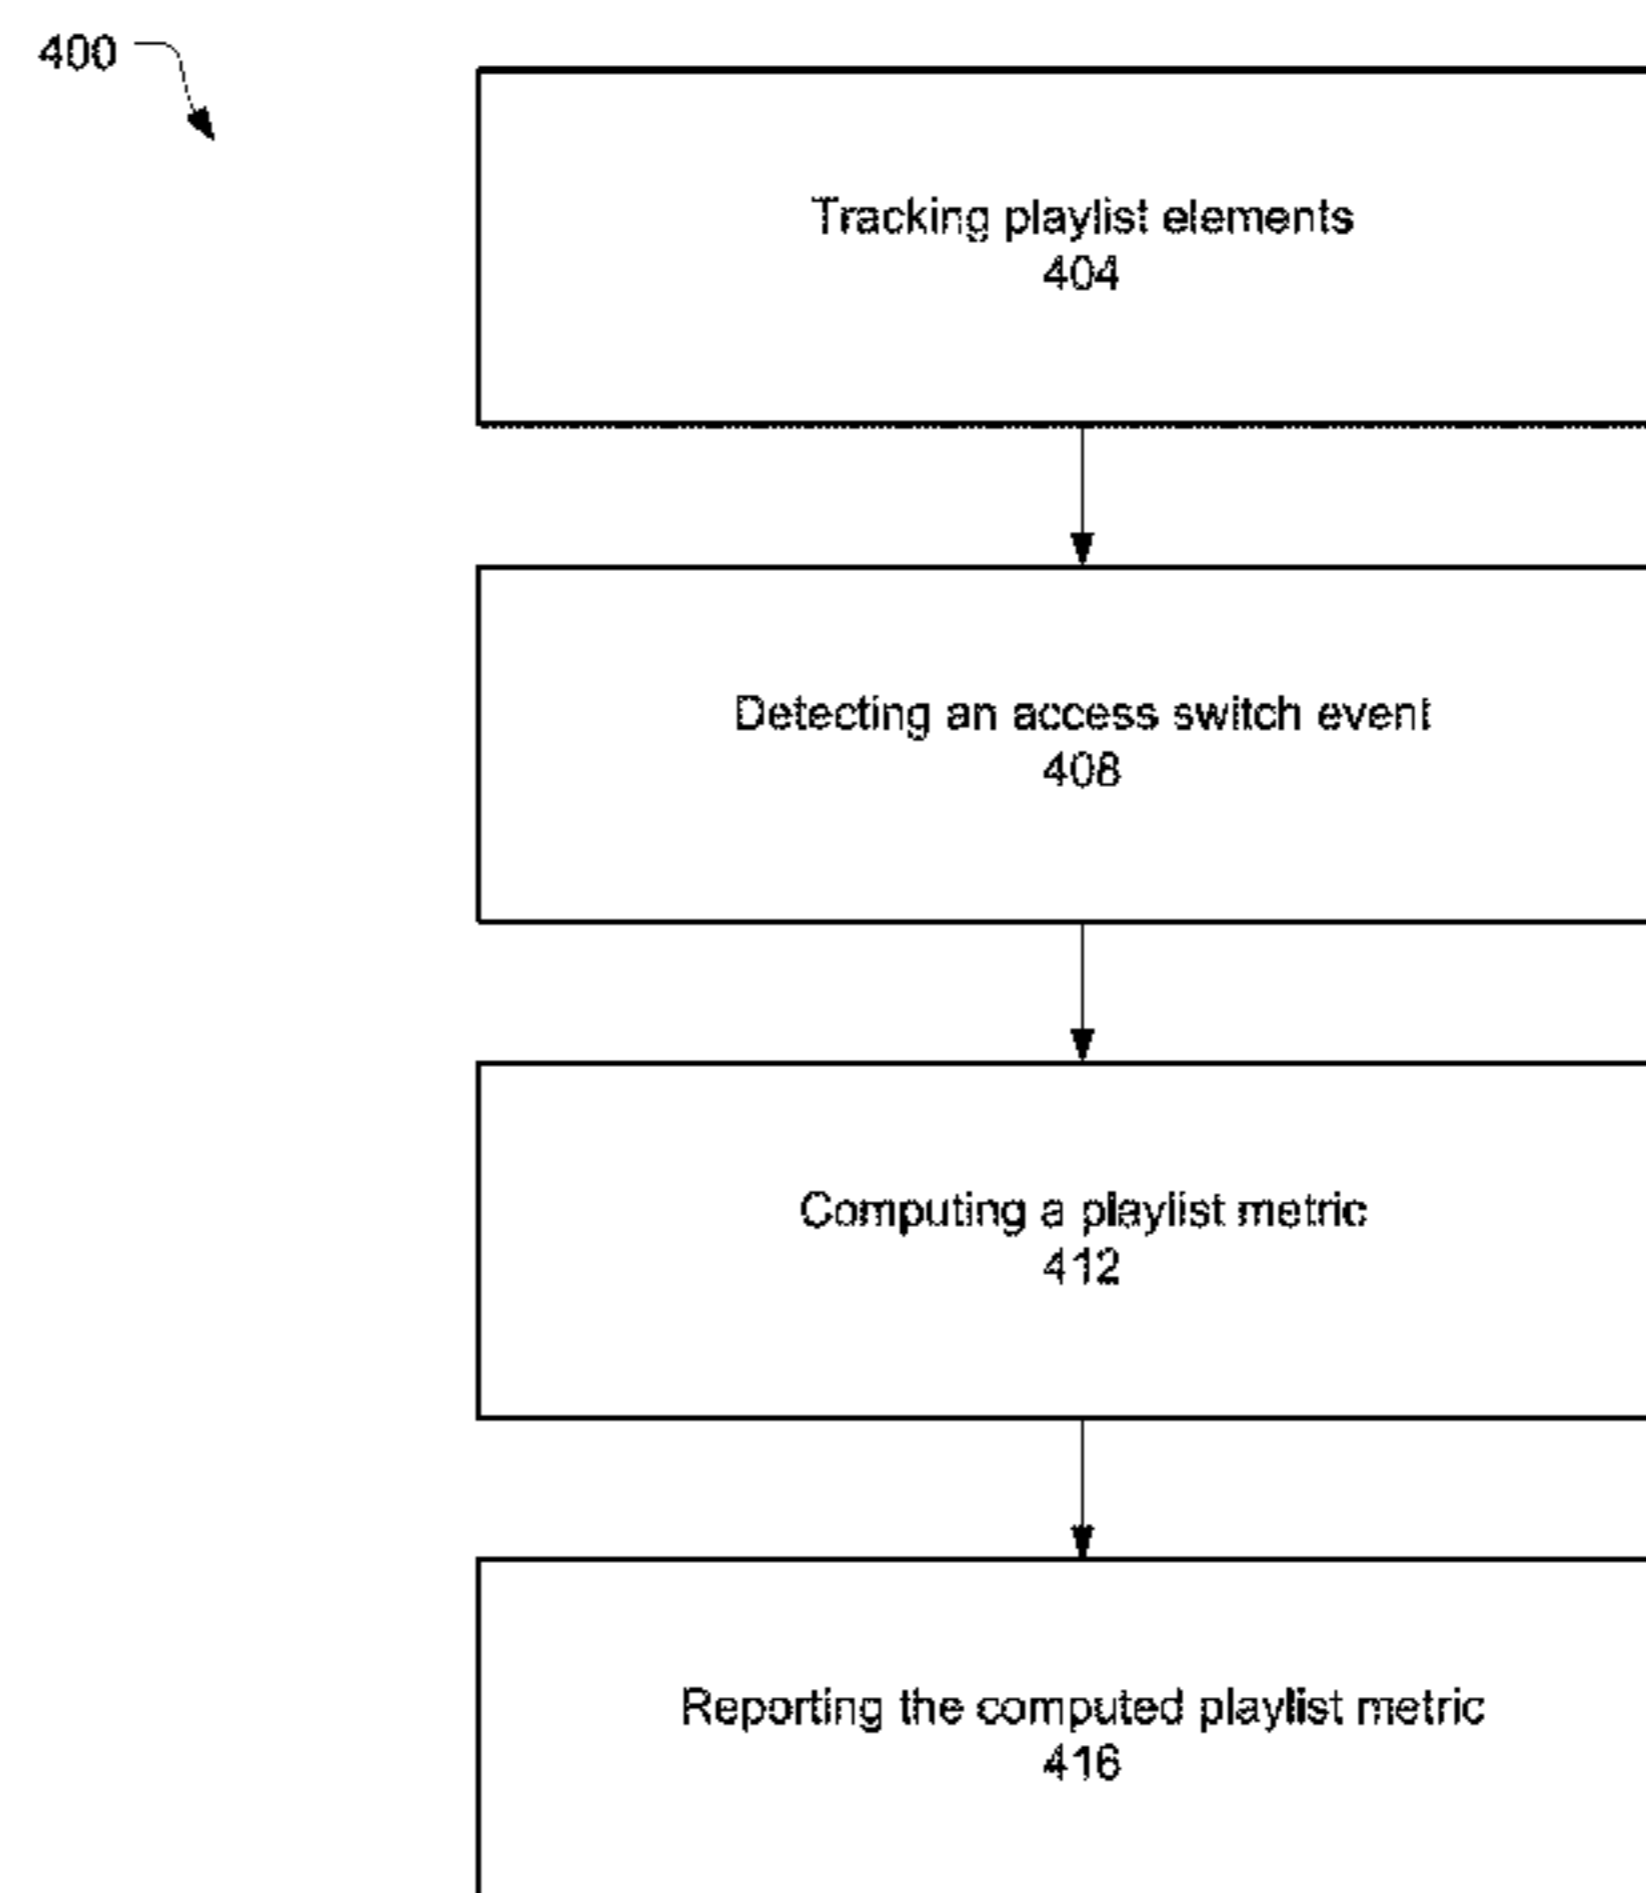 400
Tracking playlist elements
404
Detecting an access switch event
408
Computing a playlist metric
412
Reporting the computed playlist metric
416